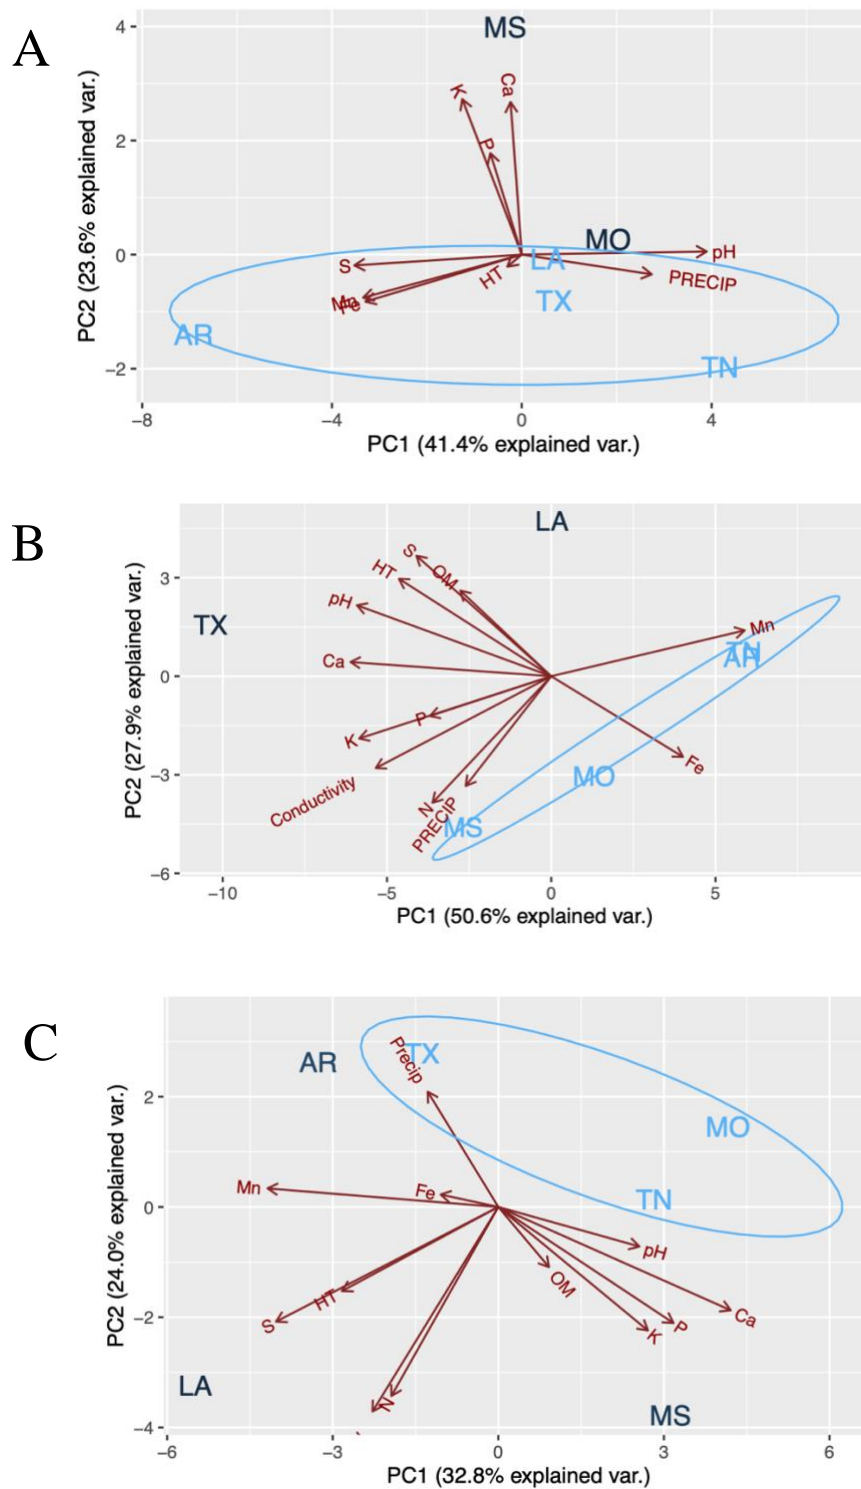 A
MS
4
K
Ca
P
2
PC2 (23.6% explained var.)
MO
0
LA
pH
S
HT
PRECIP
Mn
Fe
TX
AR
TN
−2
−8
−4
0
4
PC1 (41.4% explained var.)
B
LA
S
HT
OM
3
pH
TX
Mn
TN
AR
Ca
0
PC2 (27.9% explained var.)
P
K
Fe
MO
−3
Conductivity
N
PRECIP
MS
−6
−10
−5
0
5
PC1 (50.6% explained var.)
C
Precip
TX
AR
2
MO
PC2 (24.0% explained var.)
Mn
Fe
TN
0
pH
OM
HT
S
Ca
P
K
−2
LA
N
MS
−4
−6
−3
0
3
6
PC1 (32.8% explained var.)